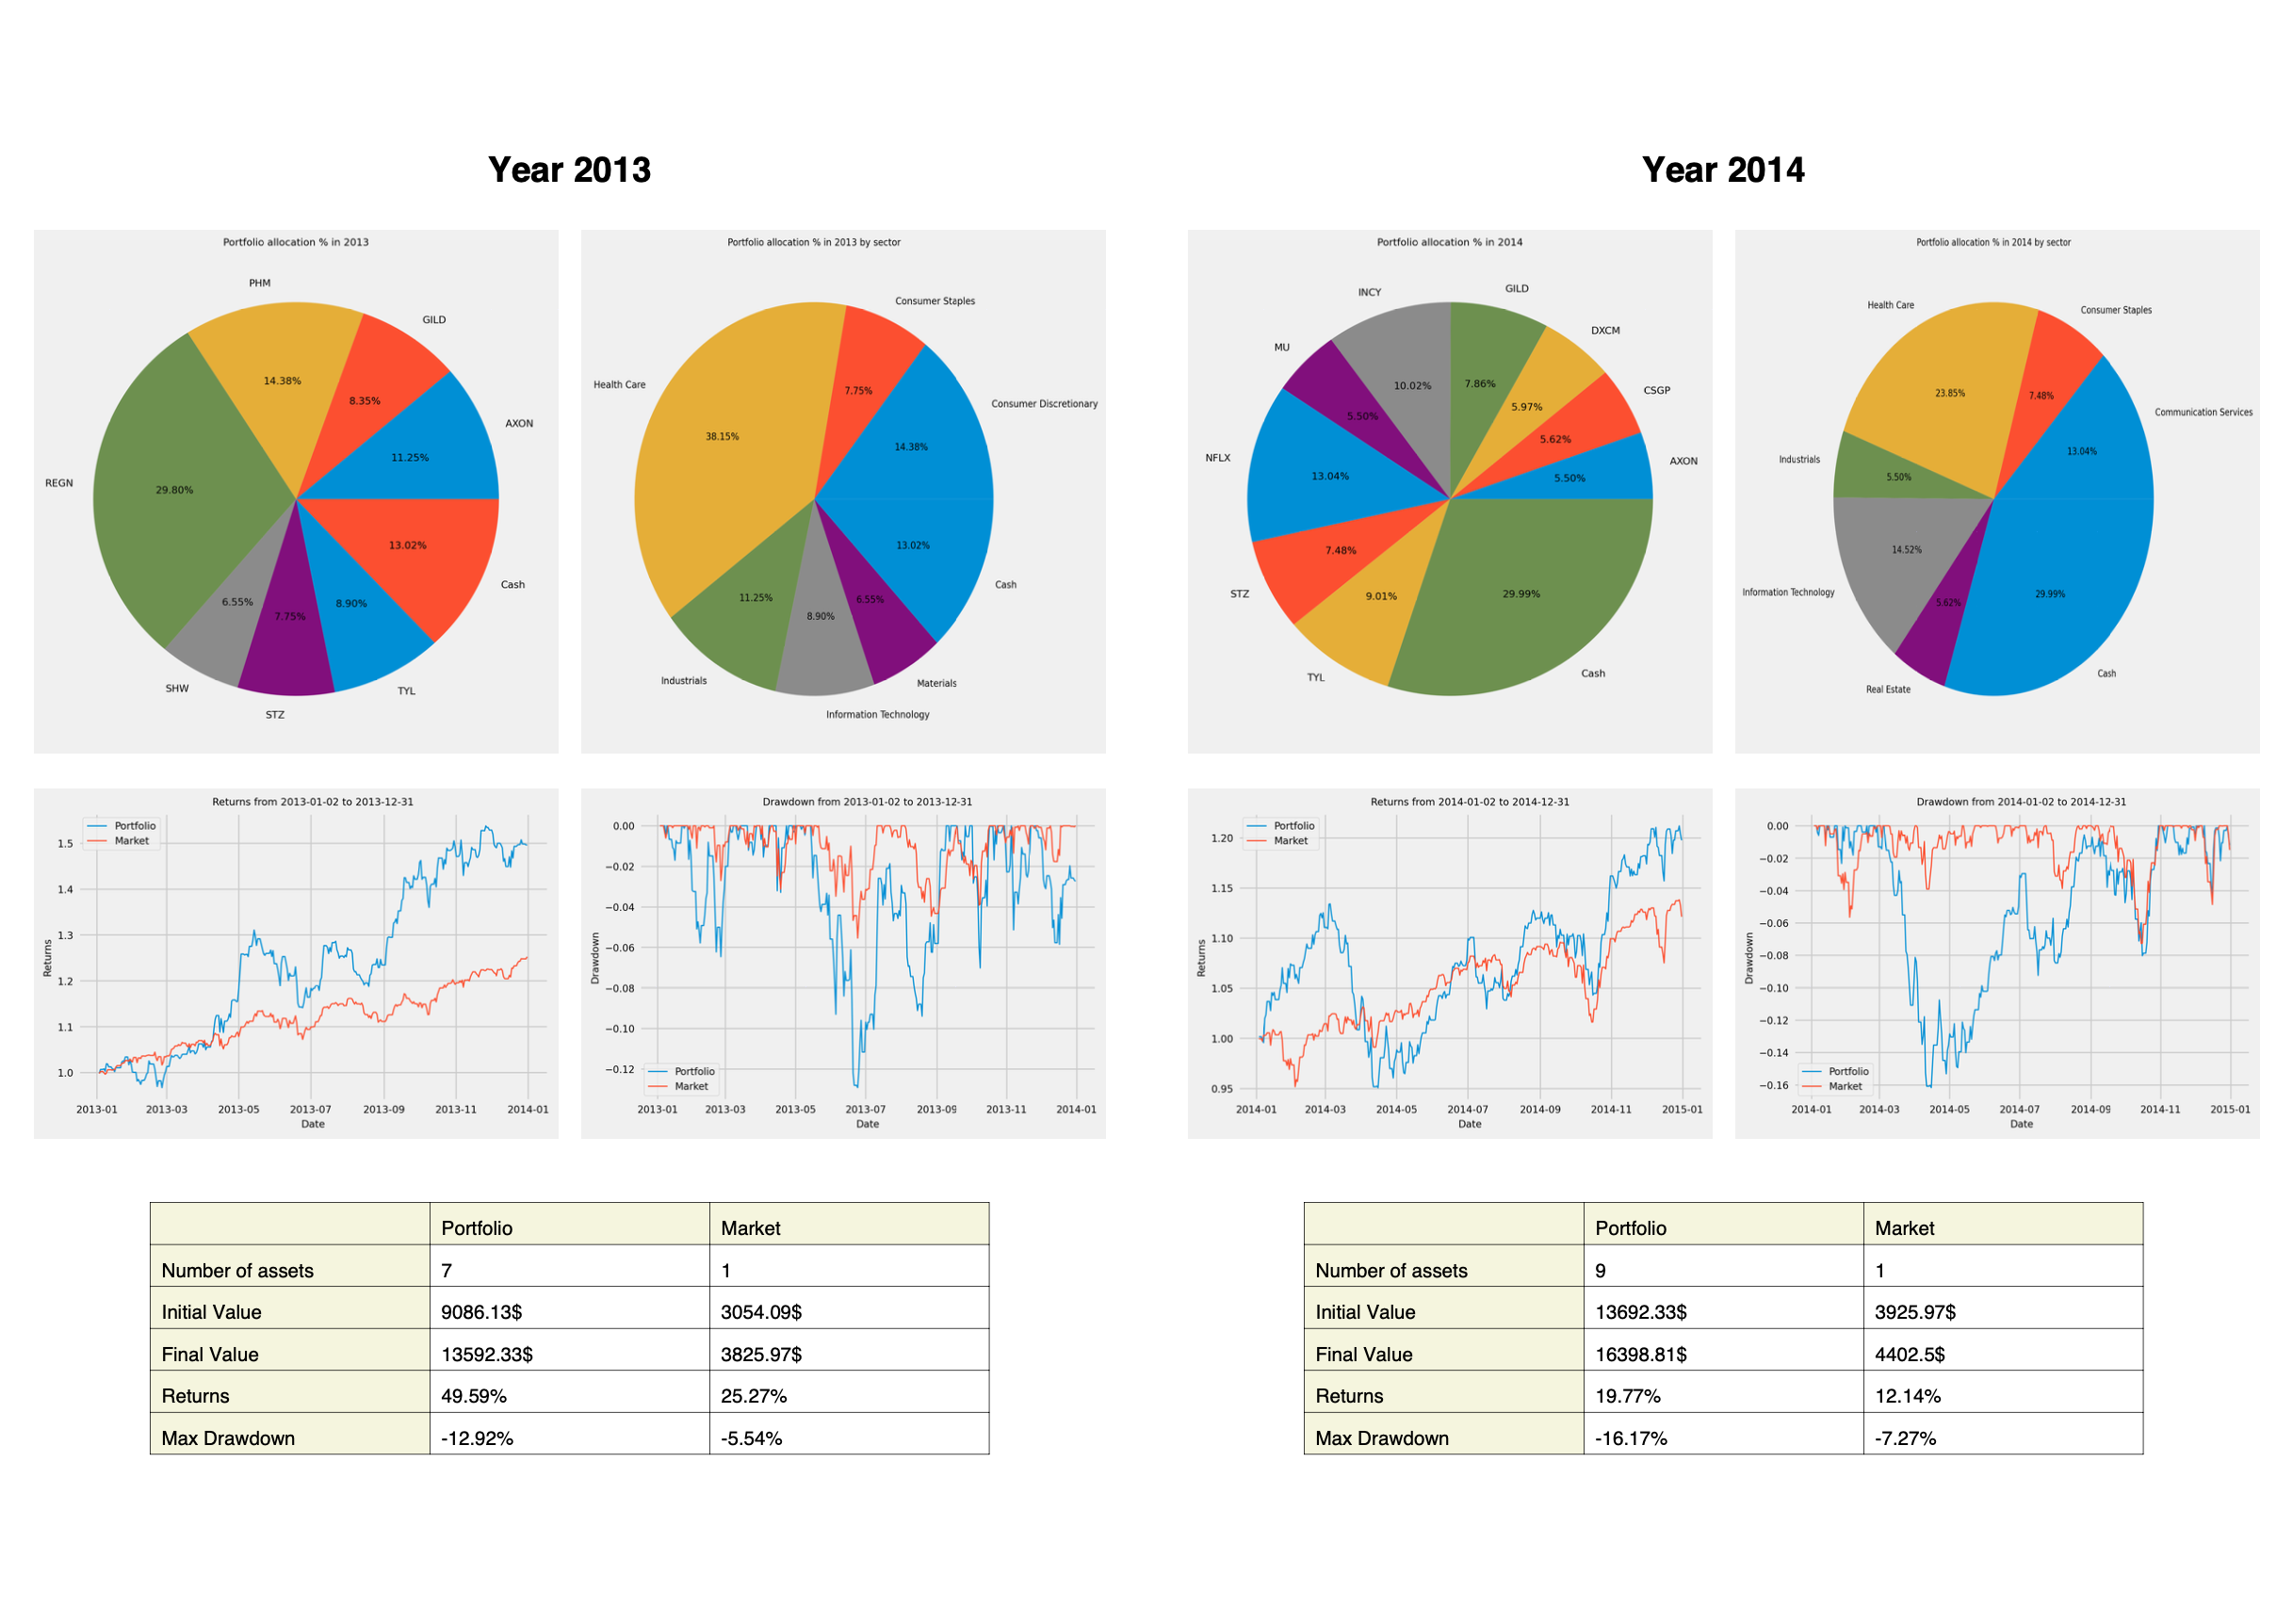 Year 2013
Portfolio allocation % in 2013
PHM
GILD
AXON
REGN
Cash
SHW
STZ
TYL
14.38%
8.35%
11.25%
29.80%
13.02%
6.55%
7.75%
8.90%
Portfolio allocation % in 2013 by sector
Consumer Staples
Health Care
Consumer Discretionary
Cash
Industrials
Materials
Information Technology
7.75%
38.15%
14.38%
13.02%
11.25%
8.90%
6.55%
Returns from 2013-01-02 to 2013-12-31
Portfolio
Market
1.5
1.4
1.3
1.2
1.1
1.0
Returns
2013-01 2013-03 2013-05 2013-07 2013-09 2013-11 2014-01
Date
Drawdown from 2013-01-02 to 2013-12-31
0.00
−0.02
−0.04
−0.06
−0.08
−0.10
−0.12
Drawdown
Portfolio
Market
2013-01 2013-03 2013-05 2013-07 2013-09 2013-11 2014-01
Date
Portfolio Market
Number of assets 7 1
Initial Value 9086.13$ 3054.09$
Final Value 13592.33$ 3825.97$
Returns 49.59% 25.27%
Max Drawdown -12.92% -5.54%
Year 2014
Portfolio allocation % in 2014
INCY
GILD
DXCM
MU
CSGP
NFLX
AXON
STZ
TYL
Cash
10.02%
7.86%
5.97%
5.50%
5.62%
13.04%
5.50%
7.48%
9.01%
29.99%
Portfolio allocation % in 2014 by sector
Health Care
Consumer Staples
Communication Services
Industrials
Information Technology
Real Estate
Cash
23.85%
7.48%
13.04%
5.50%
14.52%
5.62%
29.99%
Returns from 2014-01-02 to 2014-12-31
Portfolio
Market
1.20
1.15
1.10
1.05
1.00
0.95
Returns
2014-01 2014-03 2014-05 2014-07 2014-09 2014-11 2015-01
Date
Drawdown from 2014-01-02 to 2014-12-31
0.00
−0.02
−0.04
−0.06
−0.08
−0.10
−0.12
−0.14
−0.16
Drawdown
Portfolio
Market
2014-01 2014-03 2014-05 2014-07 2014-09 2014-11 2015-01
Date
Portfolio Market
Number of assets 9 1
Initial Value 13692.33$ 3925.97$
Final Value 16398.81$ 4402.5$
Returns 19.77% 12.14%
Max Drawdown -16.17% -7.27%